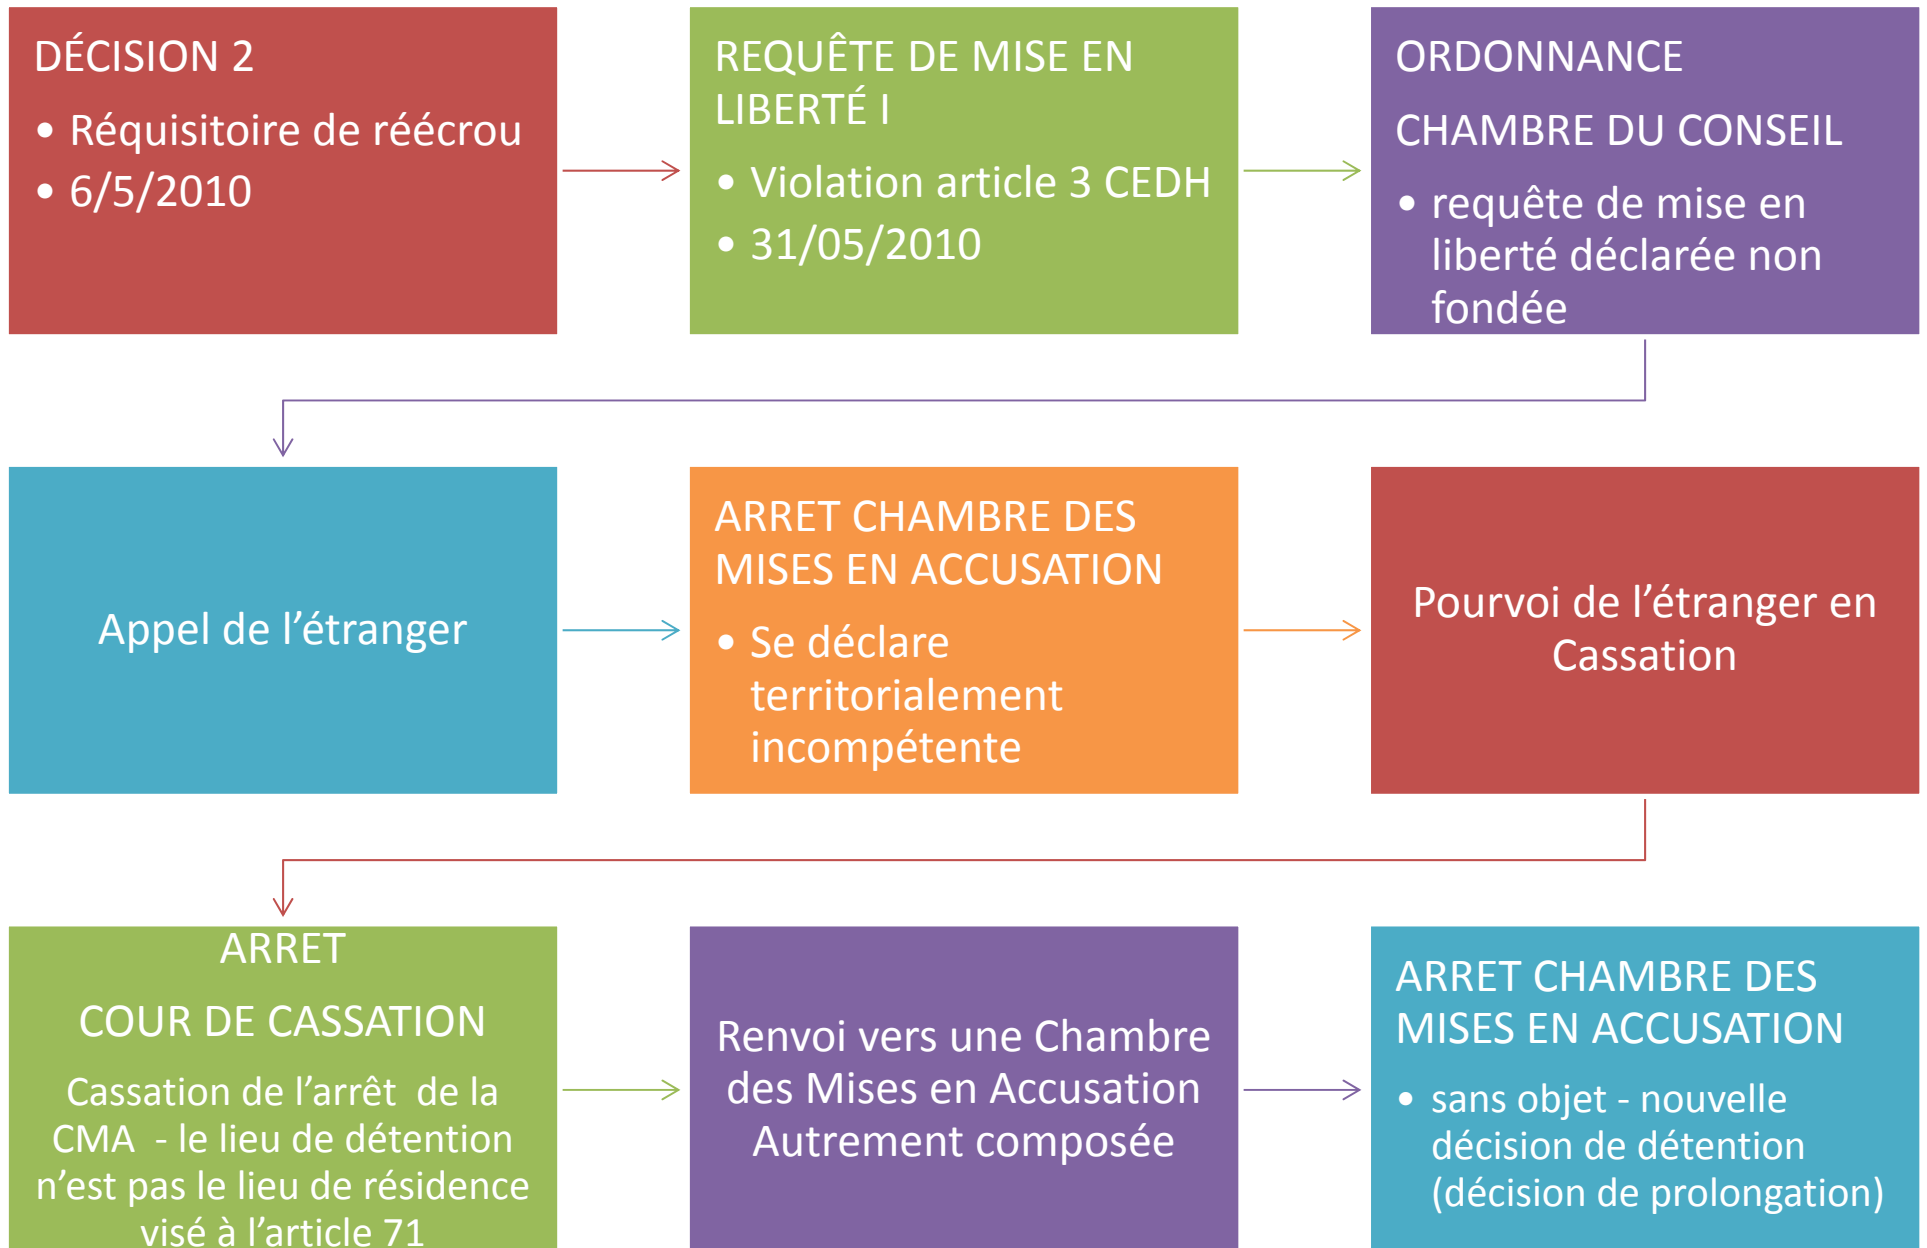 DÉCISION 2
• Réquisitoire de réécrou
• 6/5/2010
REQUÊTE DE MISE EN
LIBERTÉ I
• Violation article 3 CEDH
• 31/05/2010
ORDONNANCE
CHAMBRE DU CONSEIL
• requête de mise en
liberté déclarée non
fondée
Appel de l’étranger
ARRET CHAMBRE DES
MISES EN ACCUSATION
• Se déclare
territorialement
incompétente
Pourvoi de l’étranger en
Cassation
ARRET
COUR DE CASSATION
Cassation de l’arrêt de la
CMA - le lieu de détention
n’est pas le lieu de résidence
visé à l’article 71
Renvoi vers une Chambre
des Mises en Accusation
Autrement composée
ARRET CHAMBRE DES
MISES EN ACCUSATION
• sans objet - nouvelle
décision de détention
(décision de prolongation)